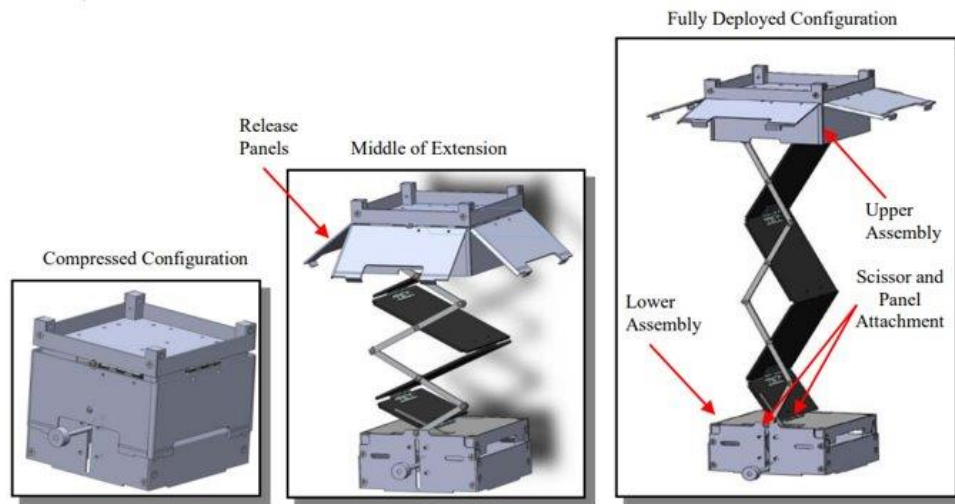 Fully Deployed Configuration
Release
Panels
Middle of Extension
Compressed Configuration
Upper
Assembly
Lower
Assembly
Scissor and
Panel
Attachment